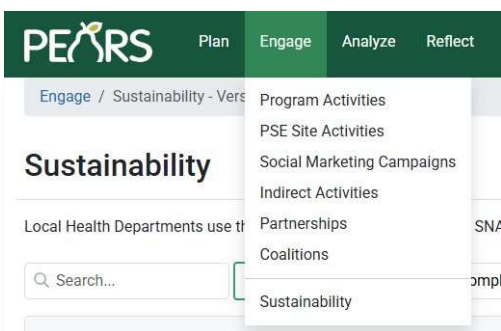 PEARS Plan Engage Analyze Reflect
Engage / Sustainability - Vers
Program Activities
PSE Site Activities
Sustainability
Social Marketing Campaigns
Indirect Activities
Local Health Departments use th
Partnerships
SNA
Coalitions
Search...
ompl
Sustainability